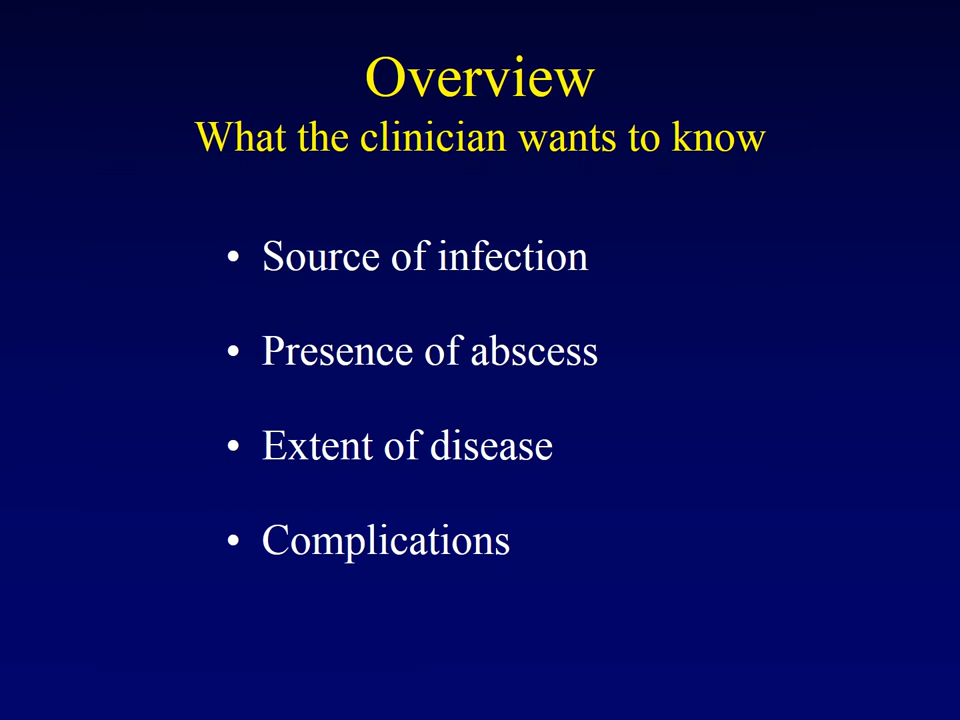 Overview
What the clinician wants to know
• Source of infection
• Presence of abscess
• Extent of disease
• Complications